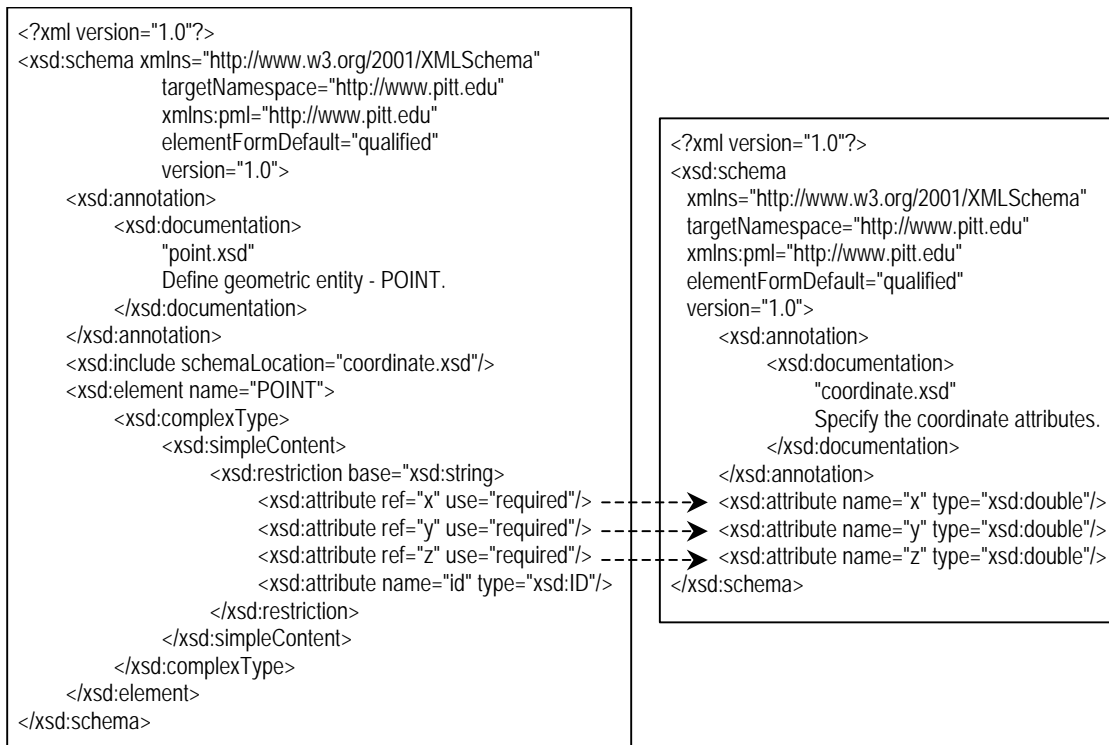 <?xml version="1.0"?>
<xsd:schema xmlns="http://www.w3.org/2001/XMLSchema"
targetNamespace="http://www.pitt.edu"
xmlns:pml="http://www.pitt.edu"
elementFormDefault="qualified"
version="1.0">
<xsd:annotation>
<xsd:documentation>
"point.xsd"
Define geometric entity - POINT.
</xsd:documentation>
</xsd:annotation>
<xsd:include schemaLocation="coordinate.xsd"/>
<xsd:element name="POINT">
<xsd:complexType>
<xsd:simpleContent>
<xsd:restriction base="xsd:string>
<xsd:attribute ref="x" use="required"/>
<xsd:attribute ref="y" use="required"/>
<xsd:attribute ref="z" use="required"/>
<xsd:attribute name="id" type="xsd:ID"/>
</xsd:restriction>
</xsd:simpleContent>
</xsd:complexType>
</xsd:element>
</xsd:schema>
<?xml version="1.0"?>
<xsd:schema
xmlns="http://www.w3.org/2001/XMLSchema"
targetNamespace="http://www.pitt.edu"
xmlns:pml="http://www.pitt.edu"
elementFormDefault="qualified"
version="1.0">
<xsd:annotation>
<xsd:documentation>
"coordinate.xsd"
Specify the coordinate attributes.
</xsd:documentation>
</xsd:annotation>
<xsd:attribute name="x" type="xsd:double"/>
<xsd:attribute name="y" type="xsd:double"/>
<xsd:attribute name="z" type="xsd:double"/>
</xsd:schema>